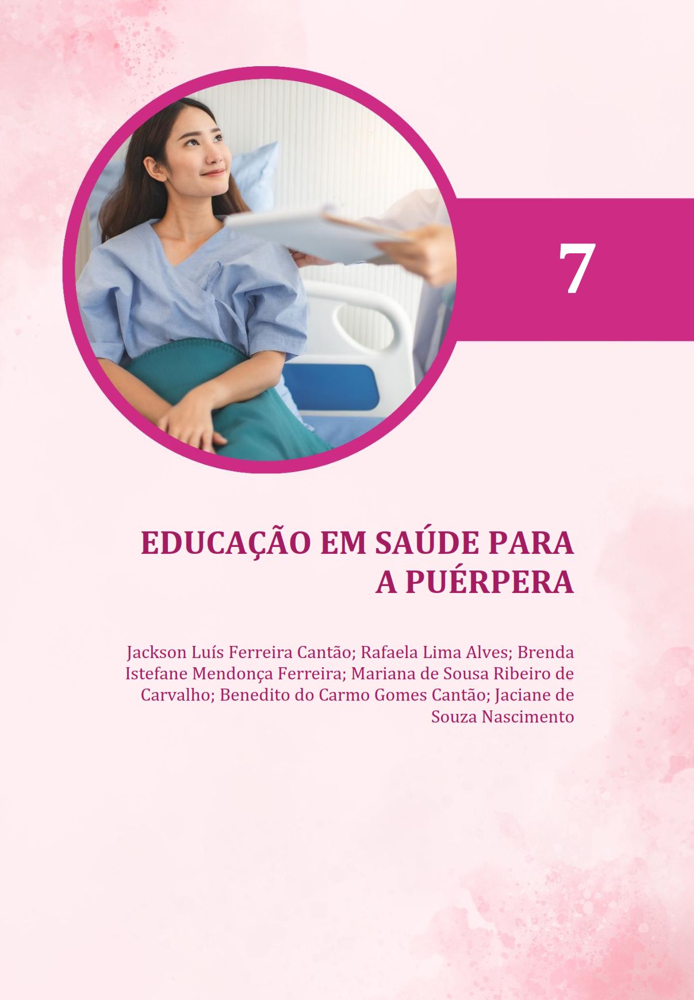 7
EDUCAÇÃO EM SAÚDE PARA
A PUÉRPERA
Jackson Luís Ferreira Cantão; Rafaela Lima Alves; Brenda
Istefane Mendonça Ferreira; Mariana de Sousa Ribeiro de
Carvalho; Benedito do Carmo Gomes Cantão; Jaciane de
Souza Nascimento